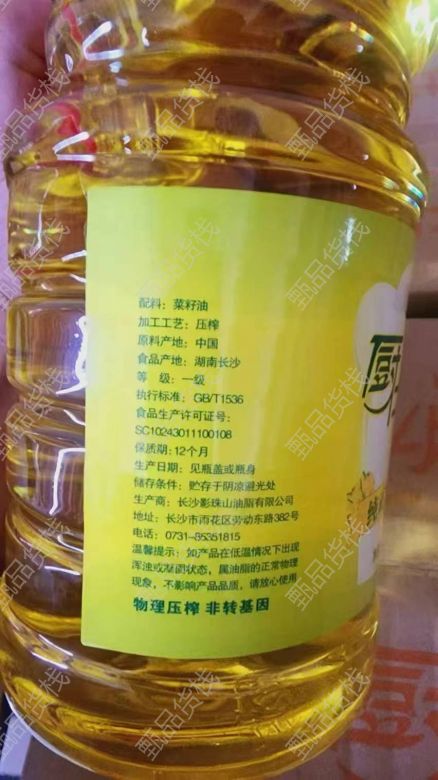 配料：菜籽油
加工工艺：压榨
原料产地：中国
食品产地：湖南长沙
等　级：一级
执行标准：GB/T1536
食品生产许可证号：
SC10243011100108
保质期:12个月
生产日期：见瓶盖或瓶身
储存条件：贮存于阴凉避光处
生产商：长沙影珠山油脂有限公司
地址：长沙市雨花区劳动东路382号
电话：0731-85351815
温馨提示：如产品在低温情况下出现
浑浊或凝固状态，属油脂的正常物理
现象，不影响产品品质，请放心使用
物理压榨 非转基因
厨
甄品货栈